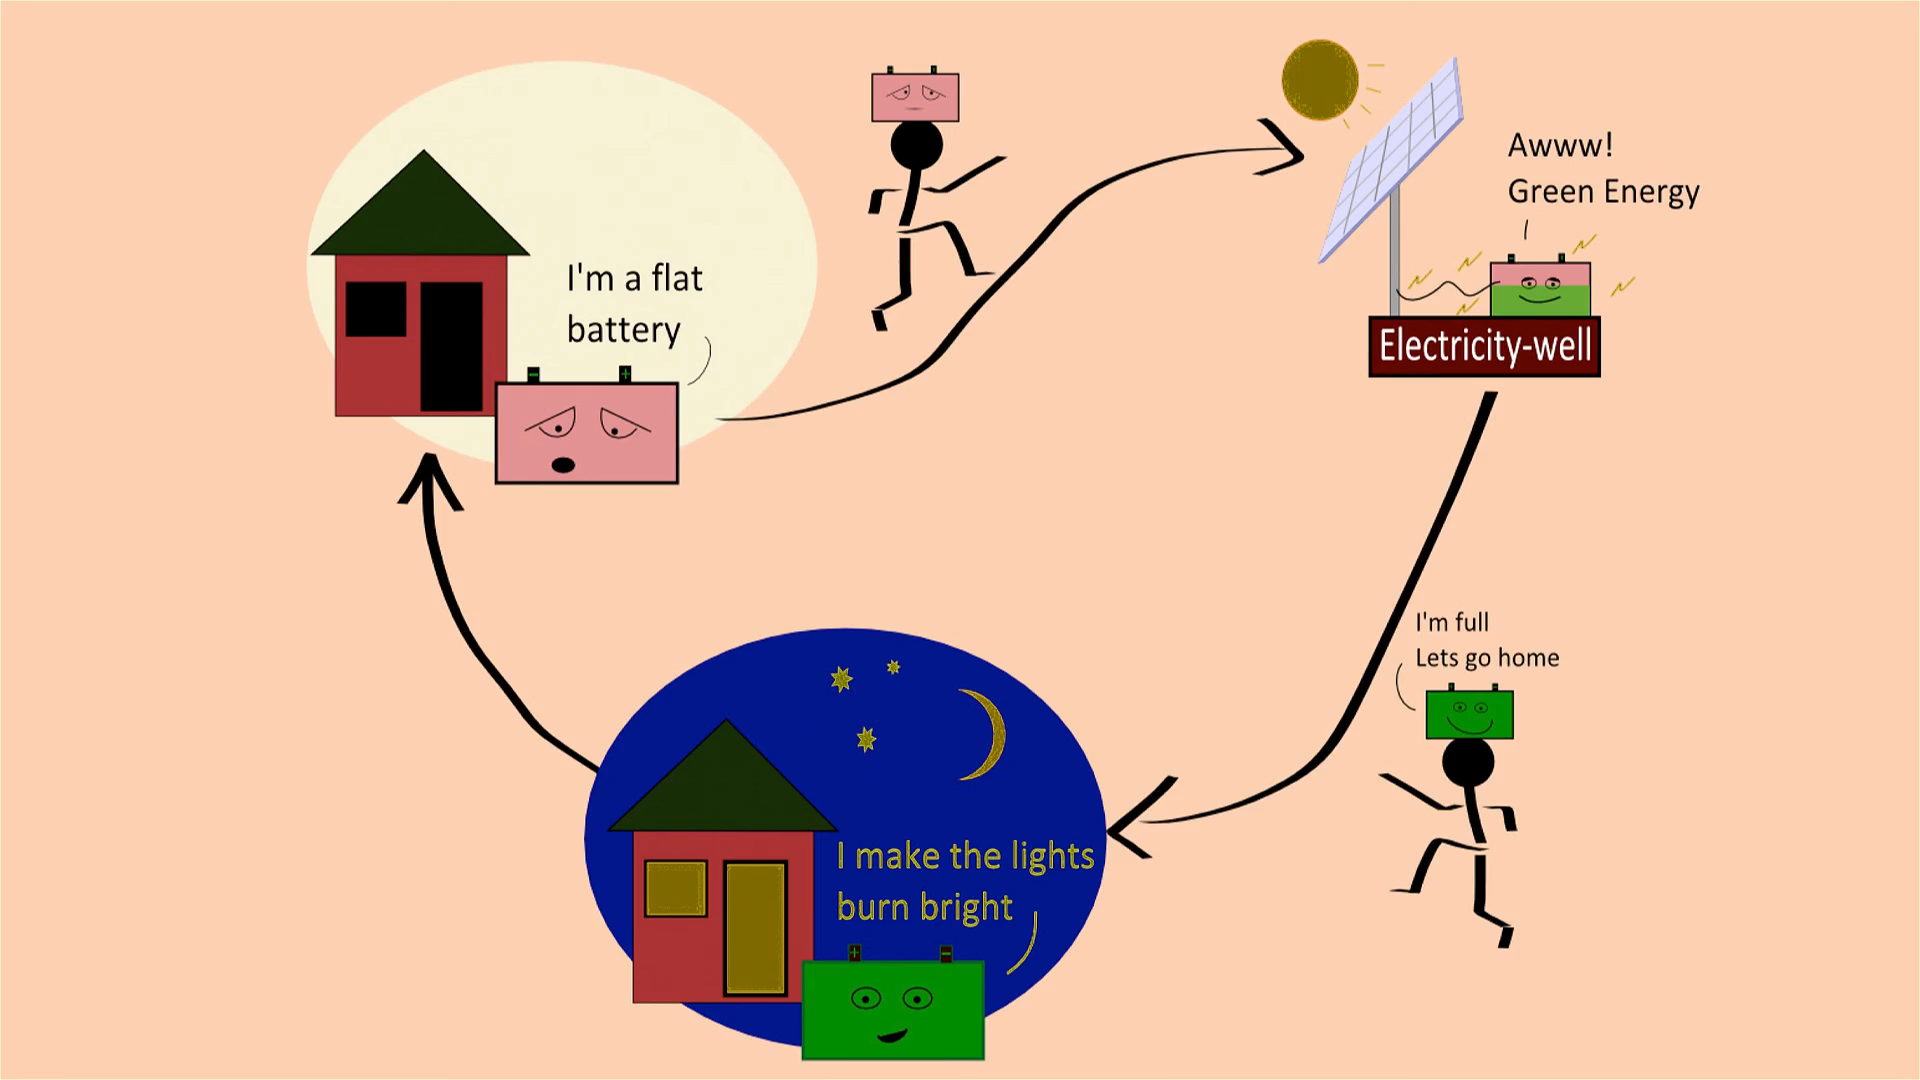 I'm a flat
battery
Awww!
Green Energy
Electricity-well
I'm full
Lets go home
I make the lights
burn bright